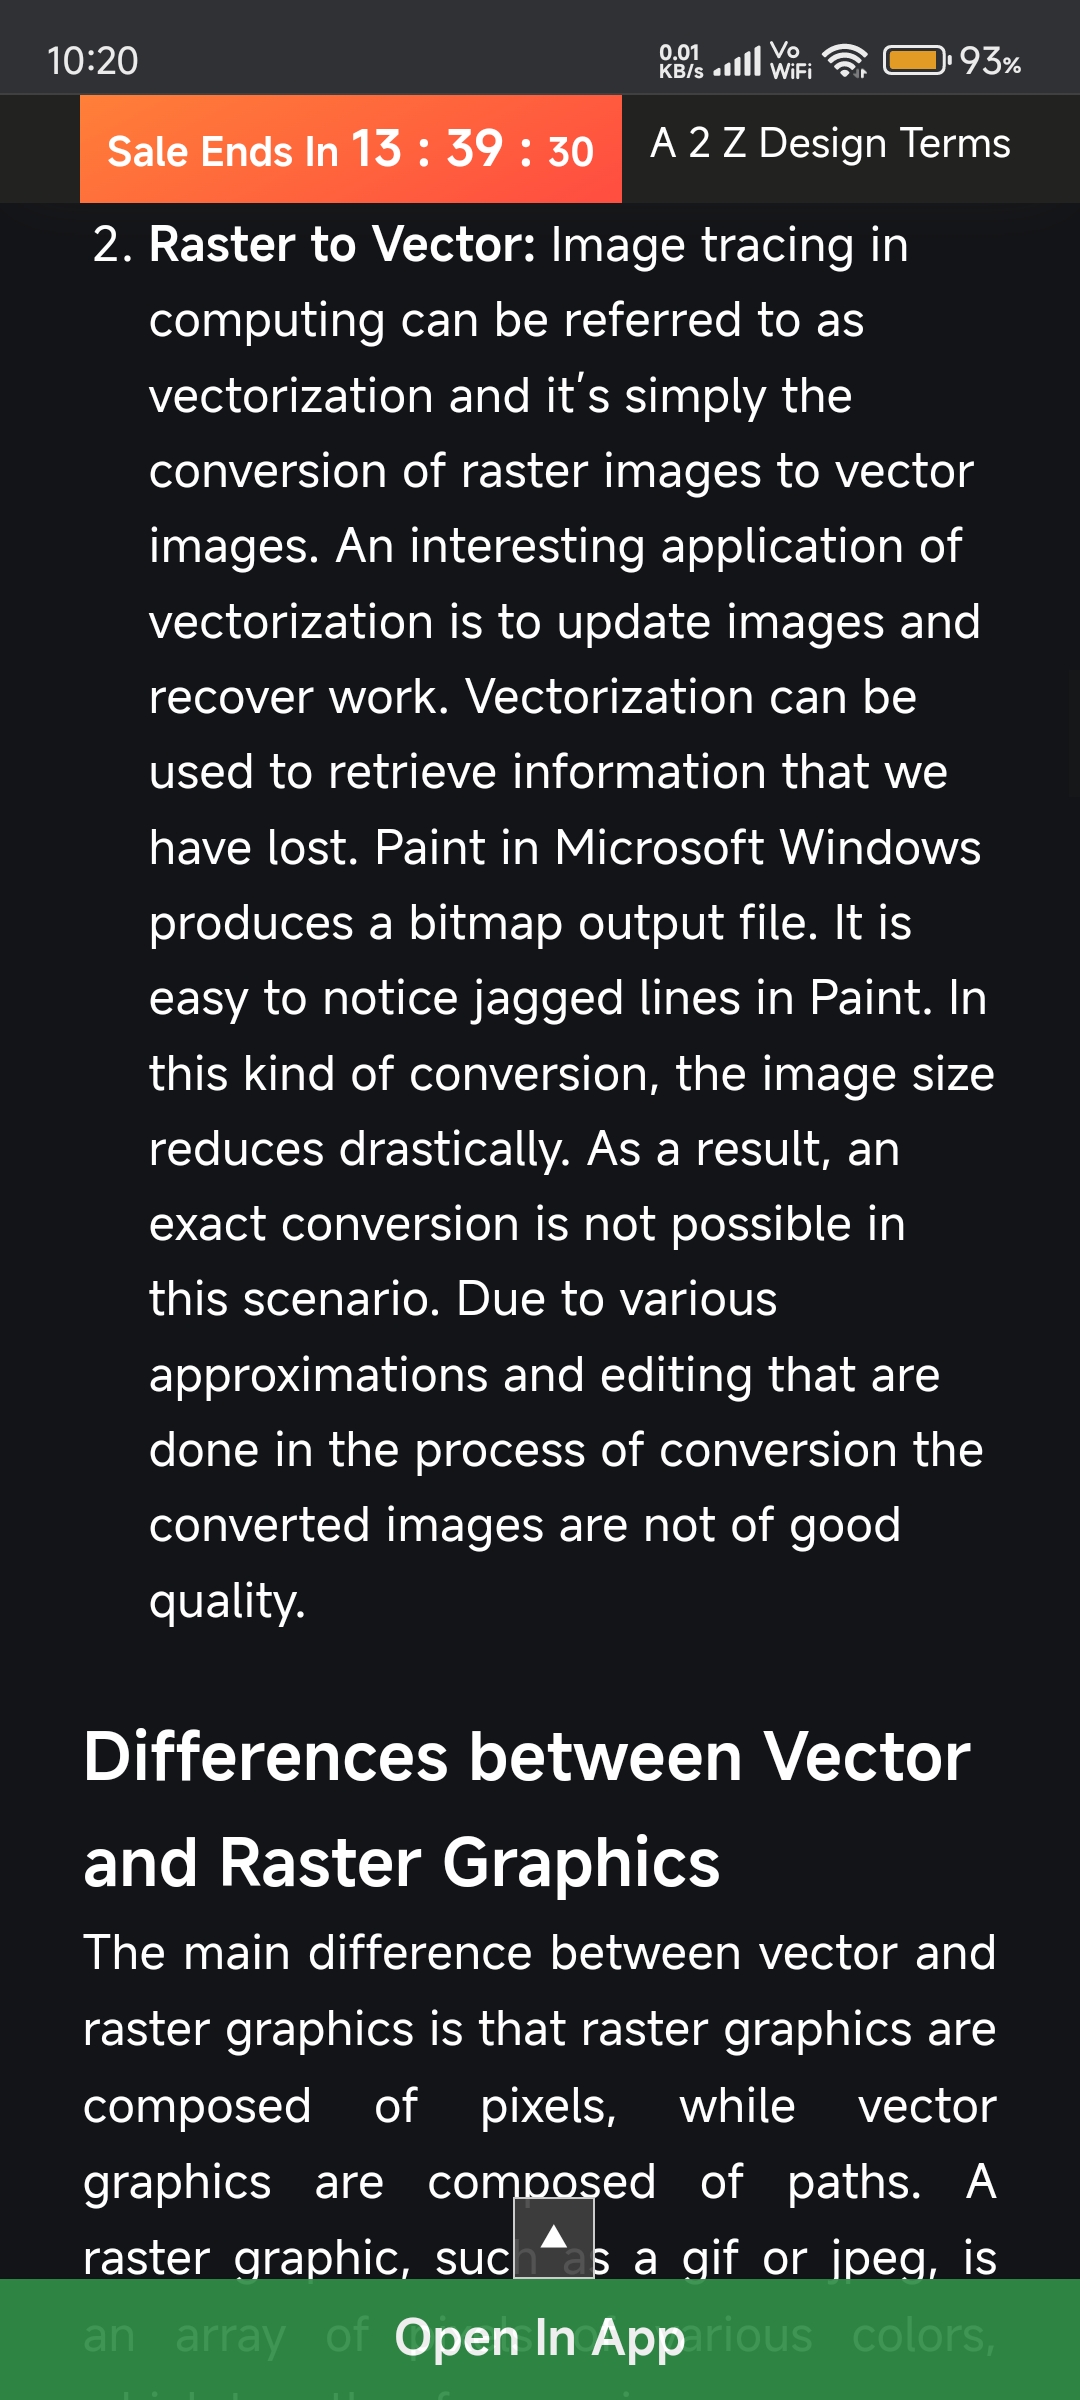 10:20
0.01 KB/s Vo WiFi 93%
Sale Ends In 13 : 39 : 30
A 2 Z Design Terms
2. Raster to Vector: Image tracing in
computing can be referred to as
vectorization and it's simply the
conversion of raster images to vector
images. An interesting application of
vectorization is to update images and
recover work. Vectorization can be
used to retrieve information that we
have lost. Paint in Microsoft Windows
produces a bitmap output file. It is
easy to notice jagged lines in Paint. In
this kind of conversion, the image size
reduces drastically. As a result, an
exact conversion is not possible in
this scenario. Due to various
approximations and editing that are
done in the process of conversion the
converted images are not of good
quality.
Differences between Vector
and Raster Graphics
The main difference between vector and
raster graphics is that raster graphics are
composed of pixels, while vector
graphics are composed of paths. A
raster graphic, such as a gif or jpeg, is
an array of pixels of various colors,
Open In App